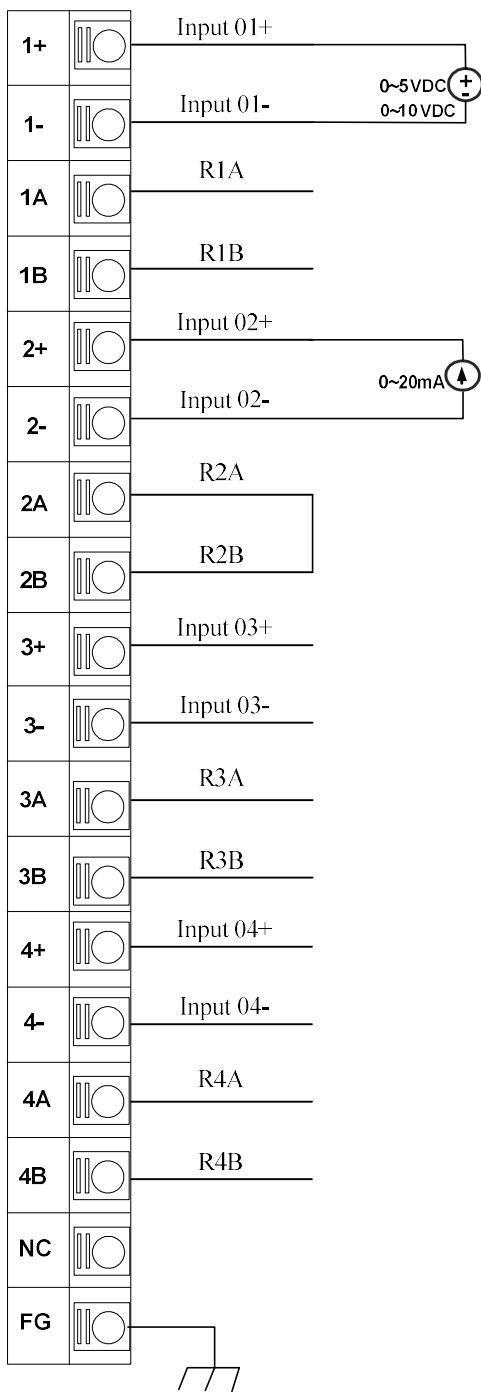 1+ Input 01+
0~5VDC + -
1- Input 01- 0~10VDC
1A R1A
1B R1B
2+ Input 02+
0~20mA
2- Input 02-
2A R2A
2B R2B
3+ Input 03+
3- Input 03-
3A R3A
3B R3B
4+ Input 04+
4- Input 04-
4A R4A
4B R4B
NC
FG